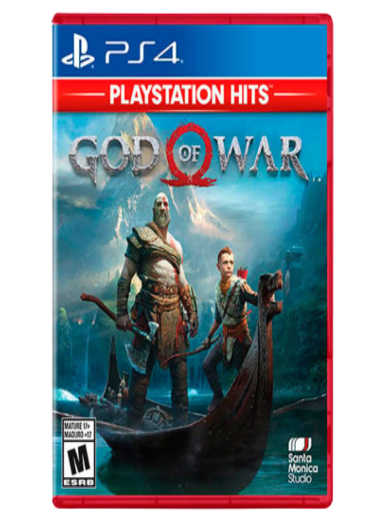 PS4
PLAYSTATION HITS
GOD OF WAR
MATURE 17+
MADURO +17
M
ESRB
Santa
Monica
Studio